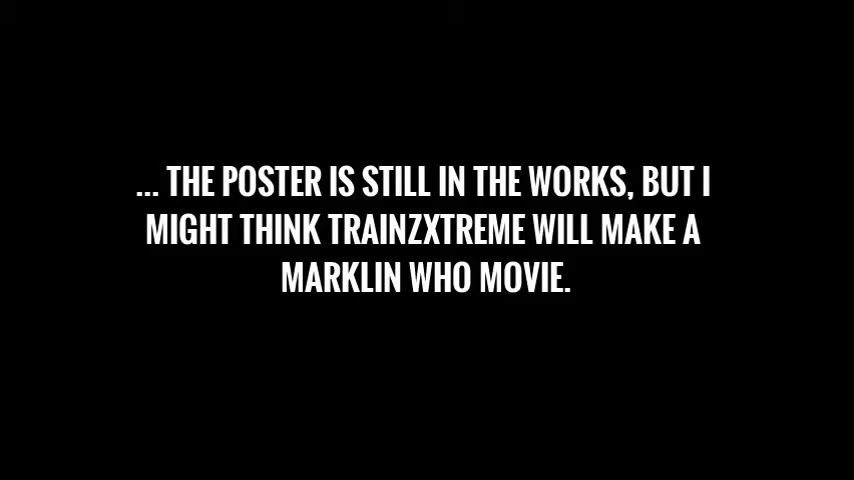 ... THE POSTER IS STILL IN THE WORKS, BUT I
MIGHT THINK TRAINZXTREME WILL MAKE A
MARKLIN WHO MOVIE.